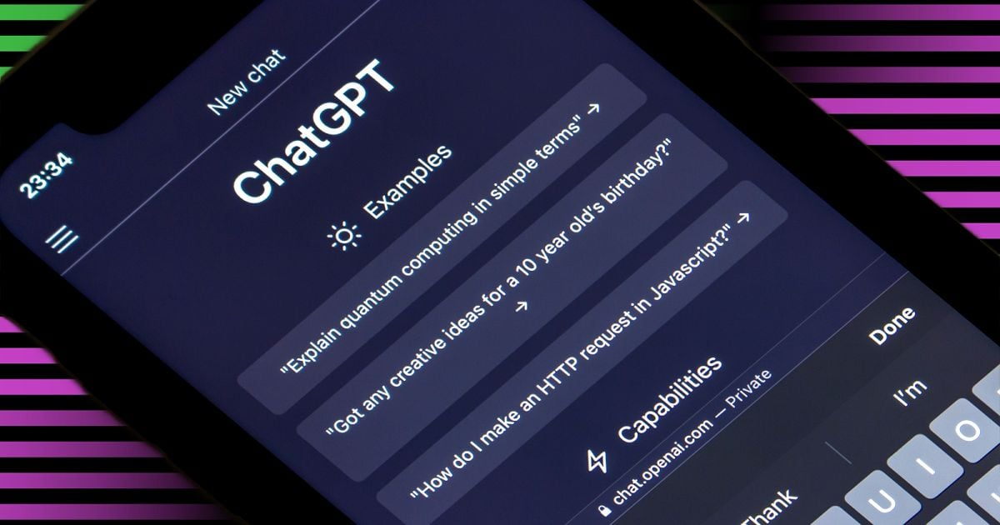 23:34
New chat
ChatGPT
Examples
"Explain quantum computing in simple terms" →
"Got any creative ideas for a 10 year old's birthday?"
→
"How do I make an HTTP request in Javascript?" →
Capabilities
chat.openai.com — Private
Done
Thank
I'm
U I O